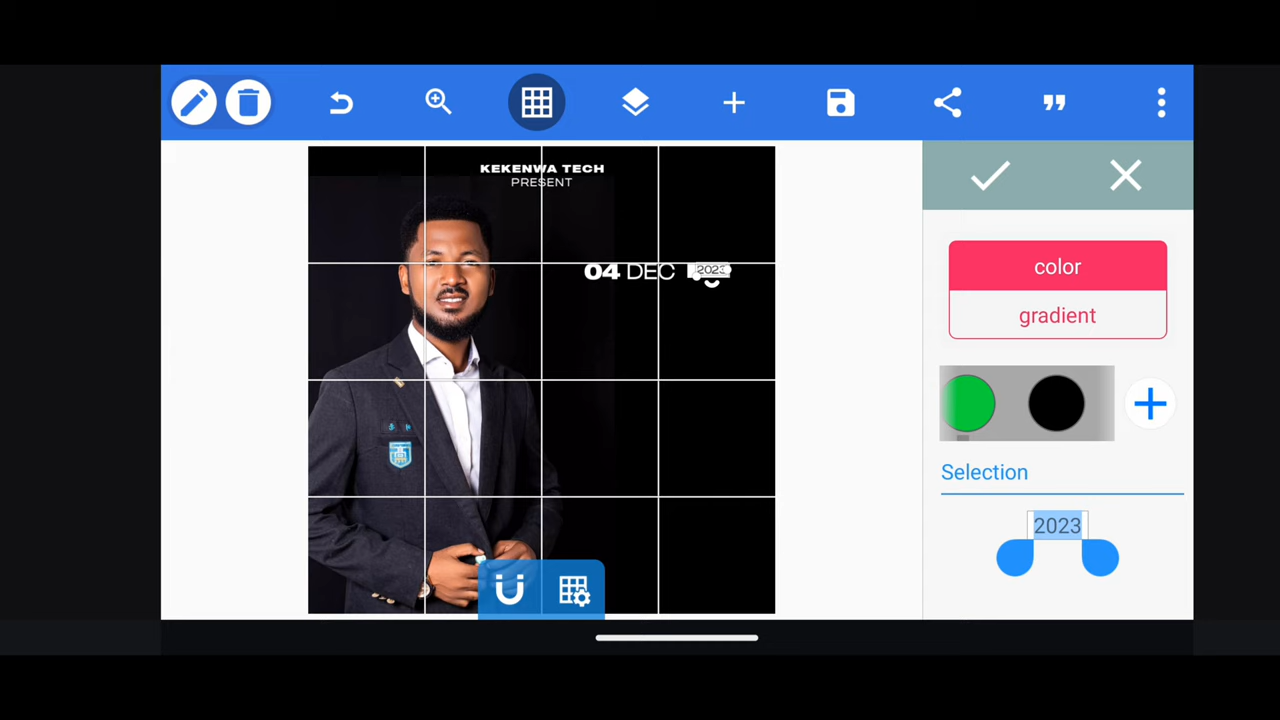 KEKENWA TECH
PRESENT
04 DEC 2023
color
gradient
Selection
2023